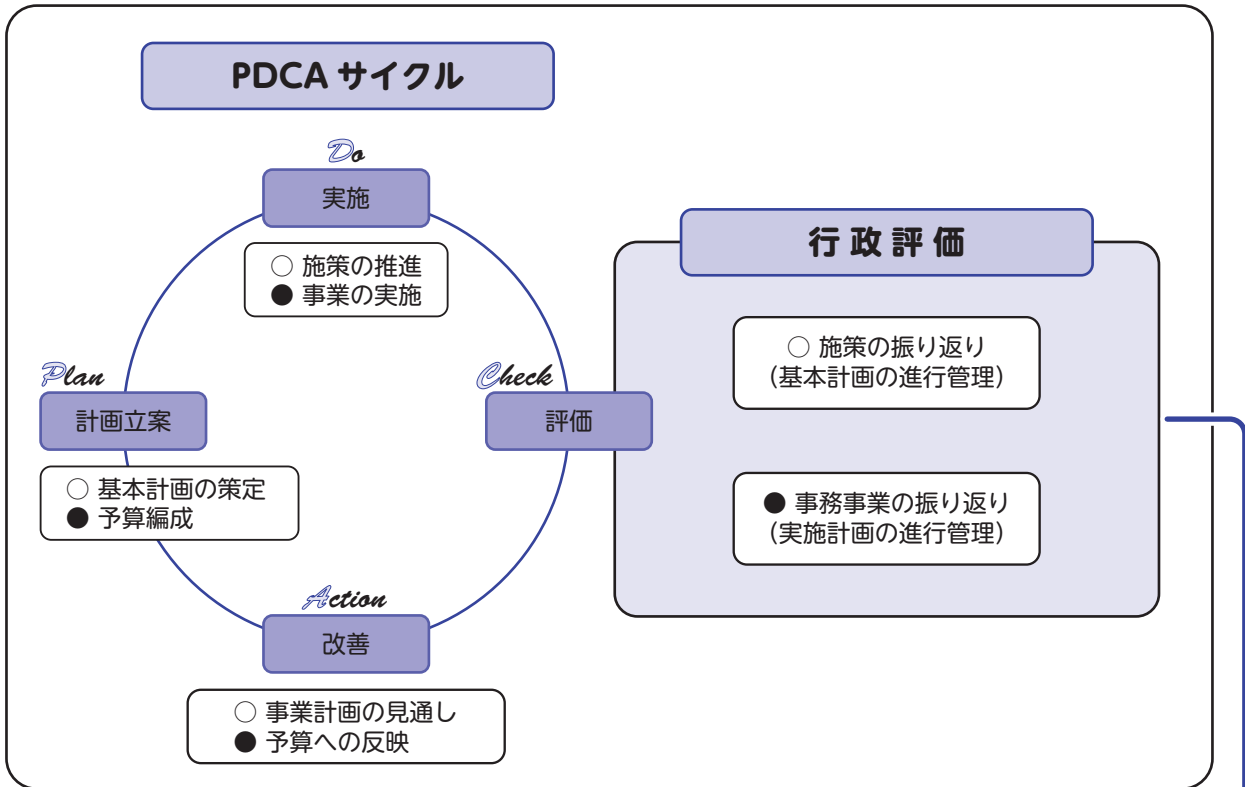 PDCA サイクル
Do
実施
○ 施策の推進
● 事業の実施
Plan
計画立案
○ 基本計画の策定
● 予算編成
Check
評価
Action
改善
○ 事業計画の見通し
● 予算への反映
行政評価
○ 施策の振り返り
(基本計画の進行管理)
● 事務事業の振り返り
(実施計画の進行管理)